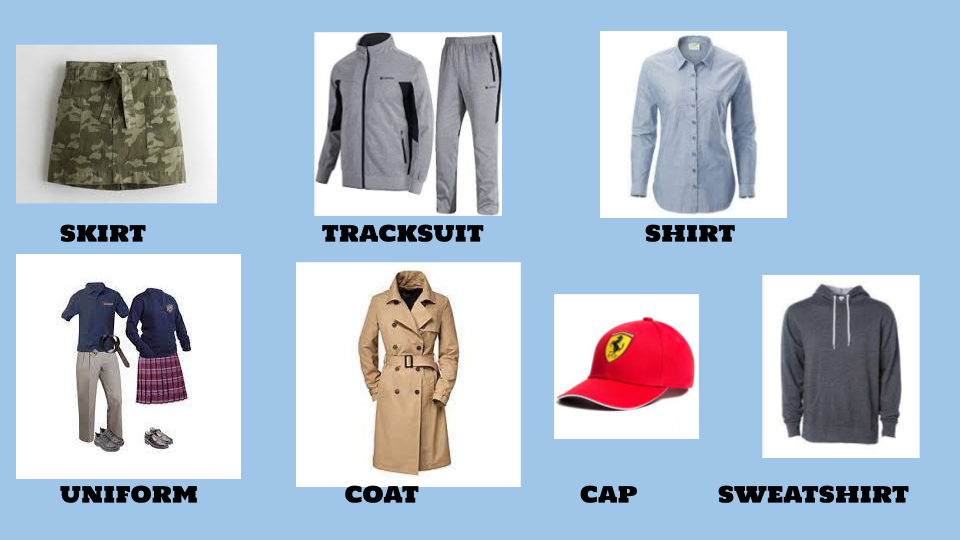 SKIRT
TRACKSUIT
SHIRT
UNIFORM
COAT
CAP
SWEATSHIRT